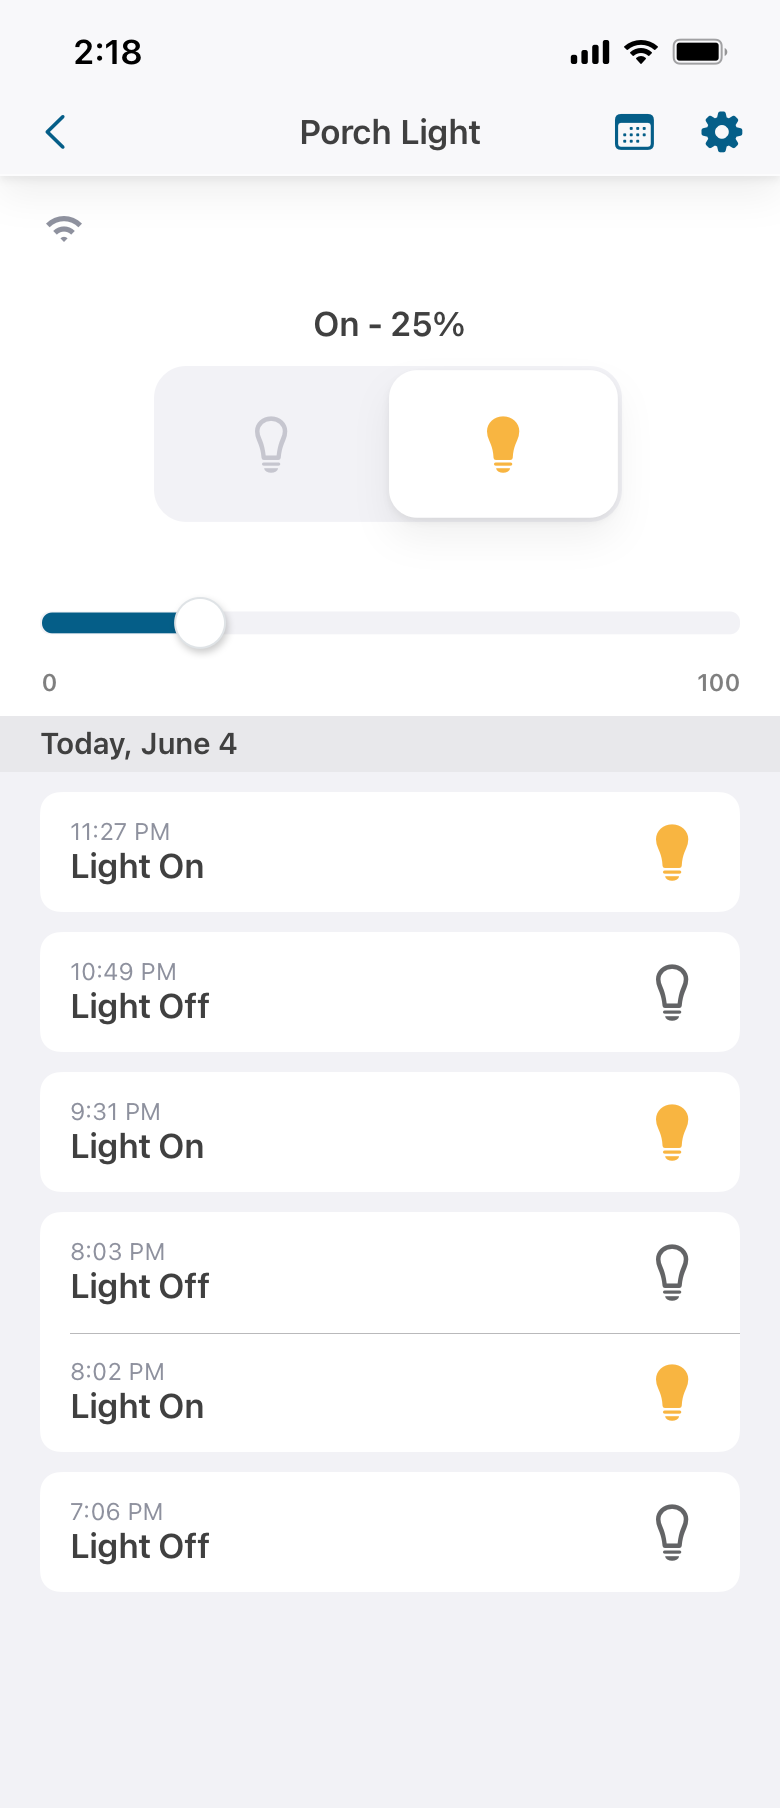 2:18
Porch Light
On - 25%
0
100
Today, June 4
11:27 PM
Light On
10:49 PM
Light Off
9:31 PM
Light On
8:03 PM
Light Off
8:02 PM
Light On
7:06 PM
Light Off